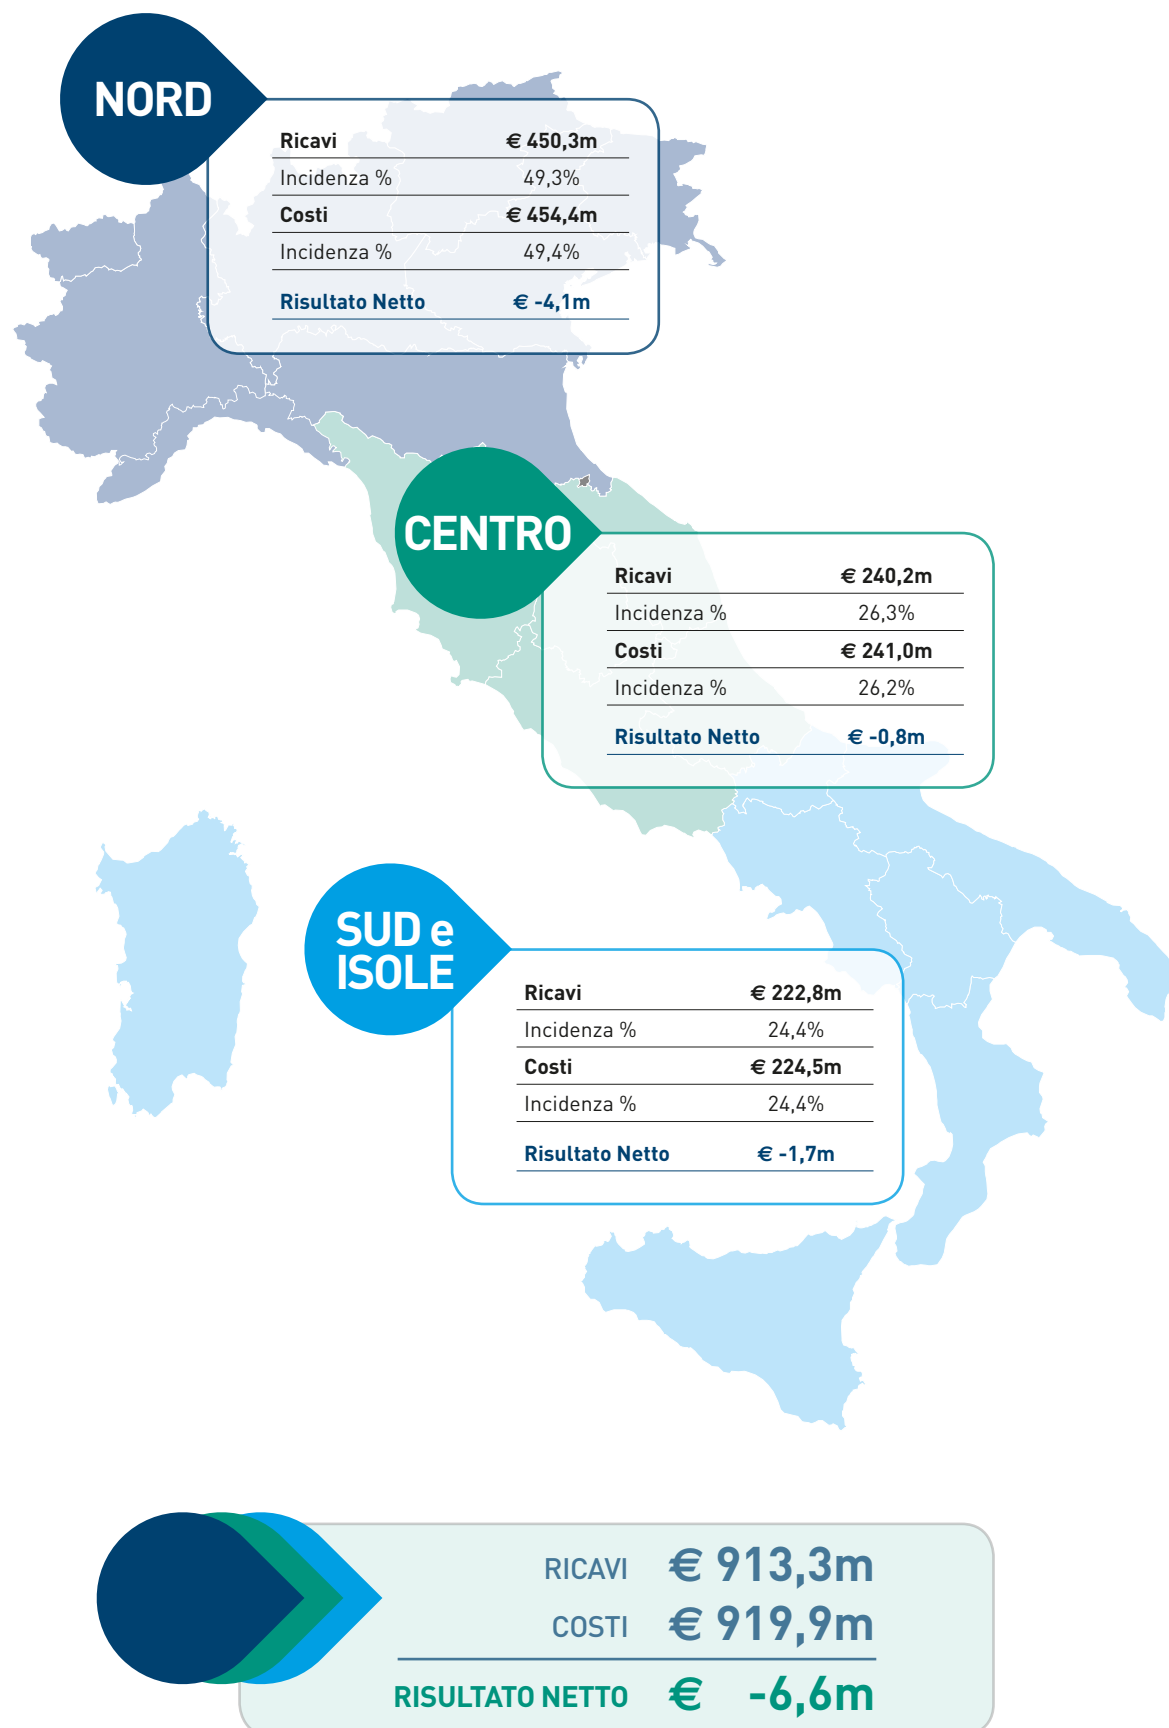 NORD
Ricavi € 450,3m
Incidenza % 49,3%
Costi € 454,4m
Incidenza % 49,4%
Risultato Netto € -4,1m
CENTRO
Ricavi € 240,2m
Incidenza % 26,3%
Costi € 241,0m
Incidenza % 26,2%
Risultato Netto € -0,8m
SUD e
ISOLE
Ricavi € 222,8m
Incidenza % 24,4%
Costi € 224,5m
Incidenza % 24,4%
Risultato Netto € -1,7m
RICAVI € 913,3m
COSTI € 919,9m
RISULTATO NETTO € -6,6m